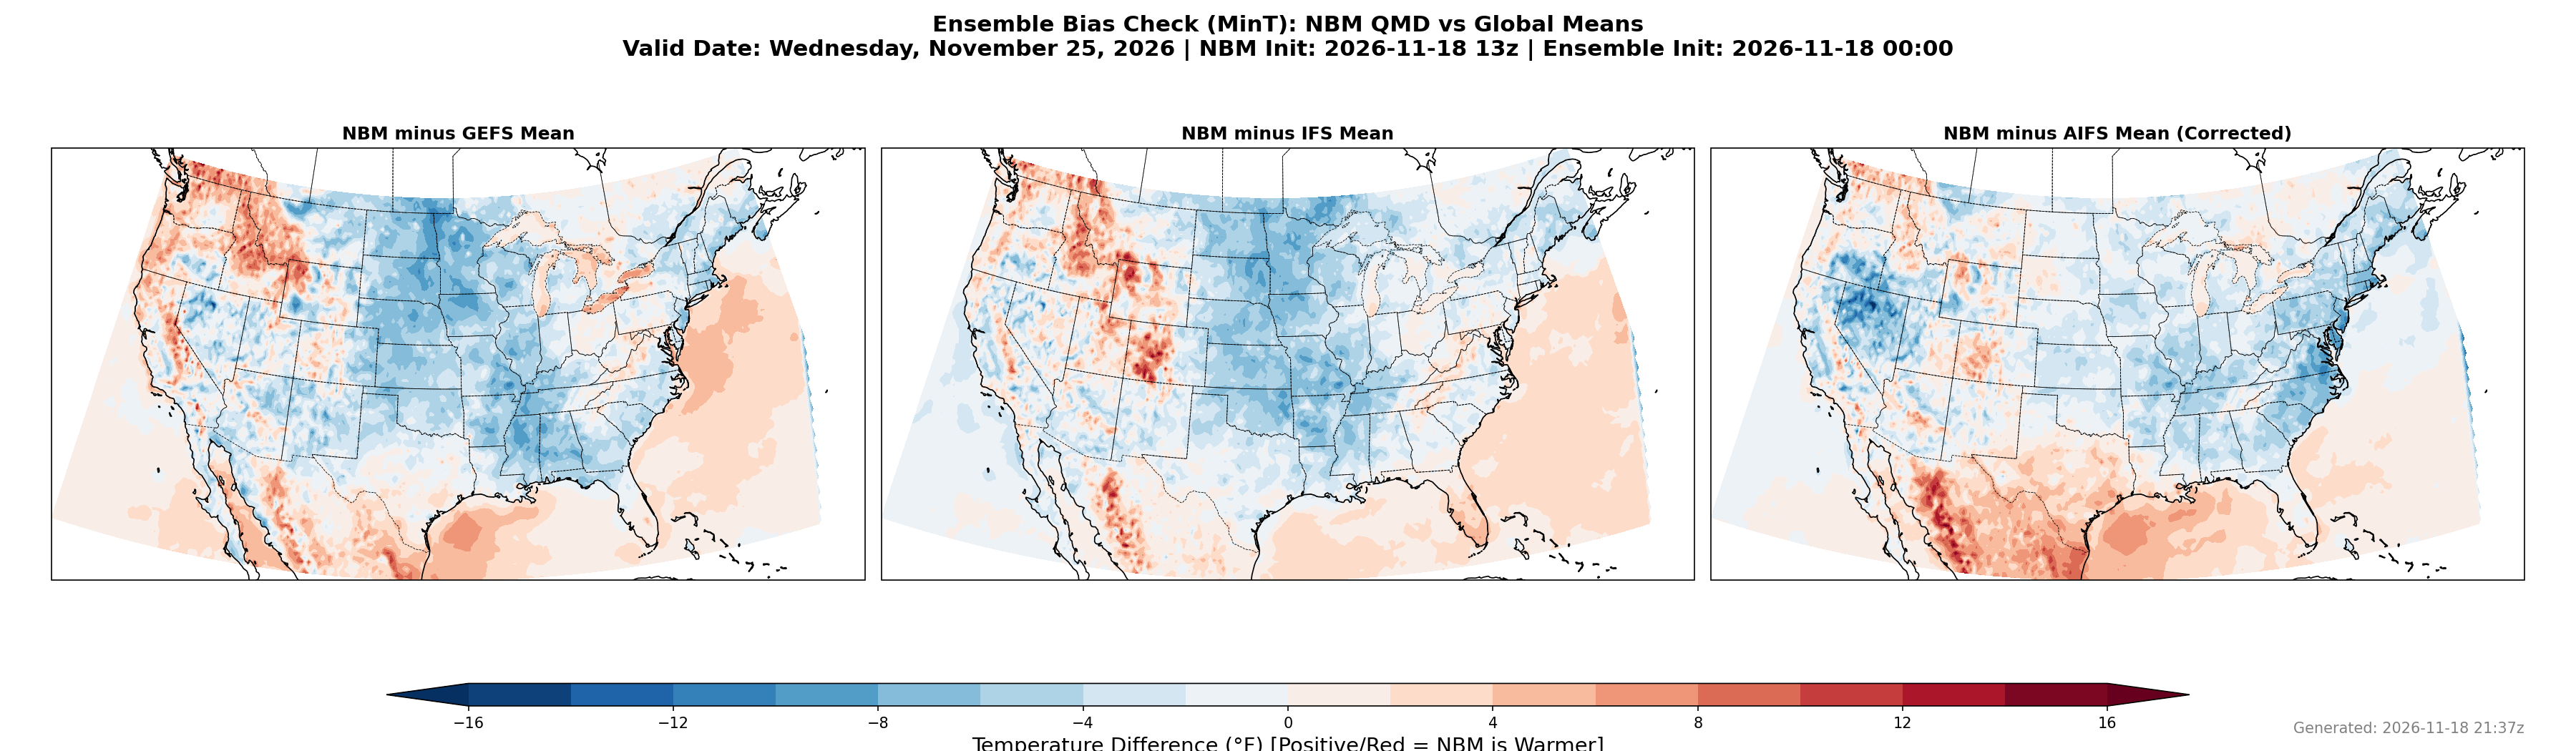 Ensemble Bias Check (MinT): NBM QMD vs Global Means
Valid Date: Wednesday, November 25, 2026 | NBM Init: 2026-11-18 13z | Ensemble Init: 2026-11-18 00:00
NBM minus GEFS Mean
NBM minus IFS Mean
NBM minus AIFS Mean (Corrected)
−16 −12 −8 −4 0 4 8 12 16
Temperature Difference (°F) [Positive/Red = NBM is Warmer]
Generated: 2026-11-18 21:37z